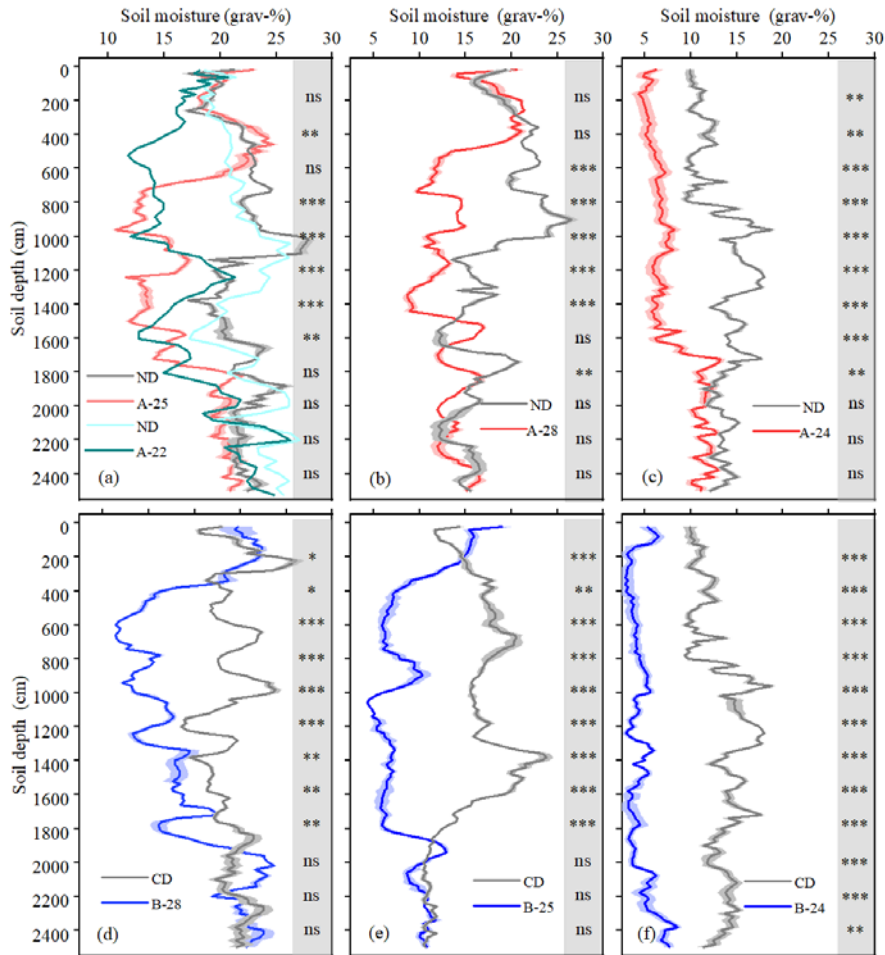 Soil moisture (grav-%) Soil moisture (grav-%) Soil moisture (grav-%)
10 15 20 25 30 5 10 15 20 25 30 5 10 15 20 25 30
0
200 ns ns **
400 ** ns **
600 ns *** ***
800 *** *** ***
1000 *** *** ***
1200 *** *** ***
1400 *** *** ***
1600 ** ns ***
1800 ns ** **
2000 ns ns
2200 ns ns
2400 ns ns
Soil depth (cm)
ND
A-25
ND
A-22
(a)
ND
A-28
(b)
ND
A-24
(c)
0
200 * *** ***
400 * ** ***
600 *** *** ***
800 *** *** ***
1000 *** *** ***
1200 *** *** ***
1400 ** *** ***
1600 ** *** ***
1800 ** *** ***
2000 ns ns ***
2200 ns ns ***
2400 ns ns **
Soil depth (cm)
CD
B-28
(d)
CD
B-25
(e)
CD
B-24
(f)